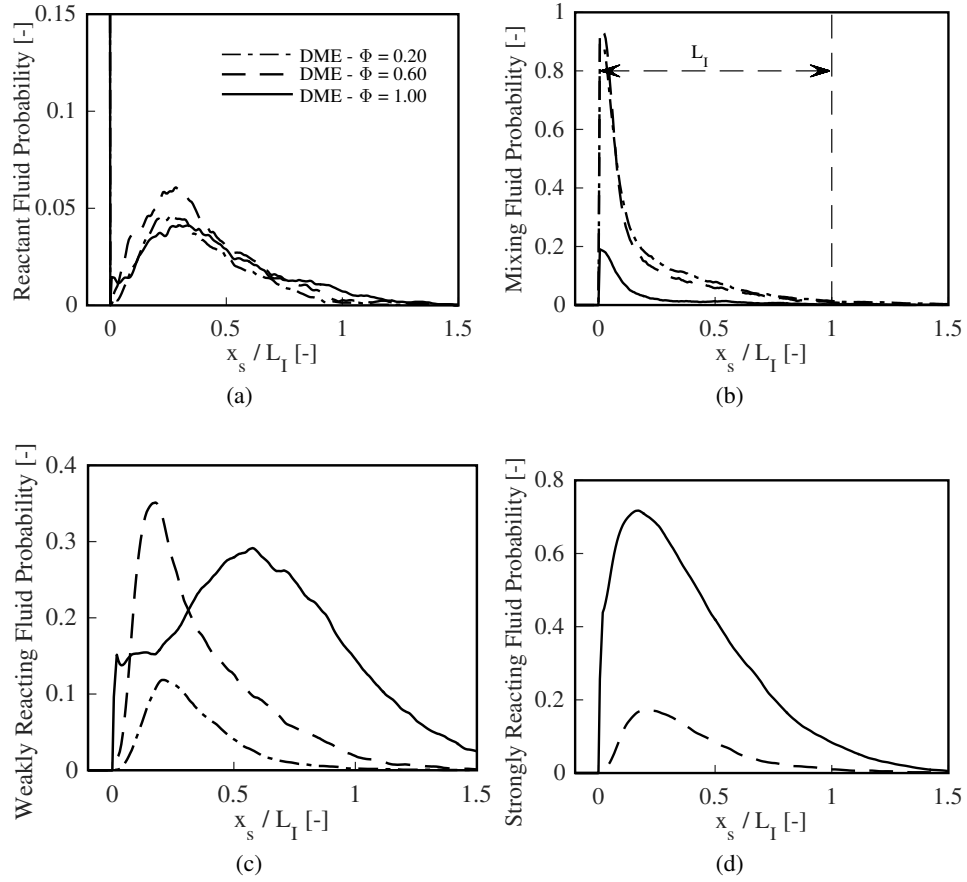 Reactant Fluid Probability [-]
0.15
0.1
0.05
0
DME - Φ = 0.20
DME - Φ = 0.60
DME - Φ = 1.00
0 0.5 1 1.5
x_s / L_I [-]
(a)
Mixing Fluid Probability [-]
1
0.8
0.6
0.4
0.2
0
L_I
0 0.5 1 1.5
x_s / L_I [-]
(b)
Weakly Reacting Fluid Probability [-]
0.4
0.3
0.2
0.1
0
0 0.5 1 1.5
x_s / L_I [-]
(c)
Strongly Reacting Fluid Probability [-]
0.8
0.6
0.4
0.2
0
0 0.5 1 1.5
x_s / L_I [-]
(d)